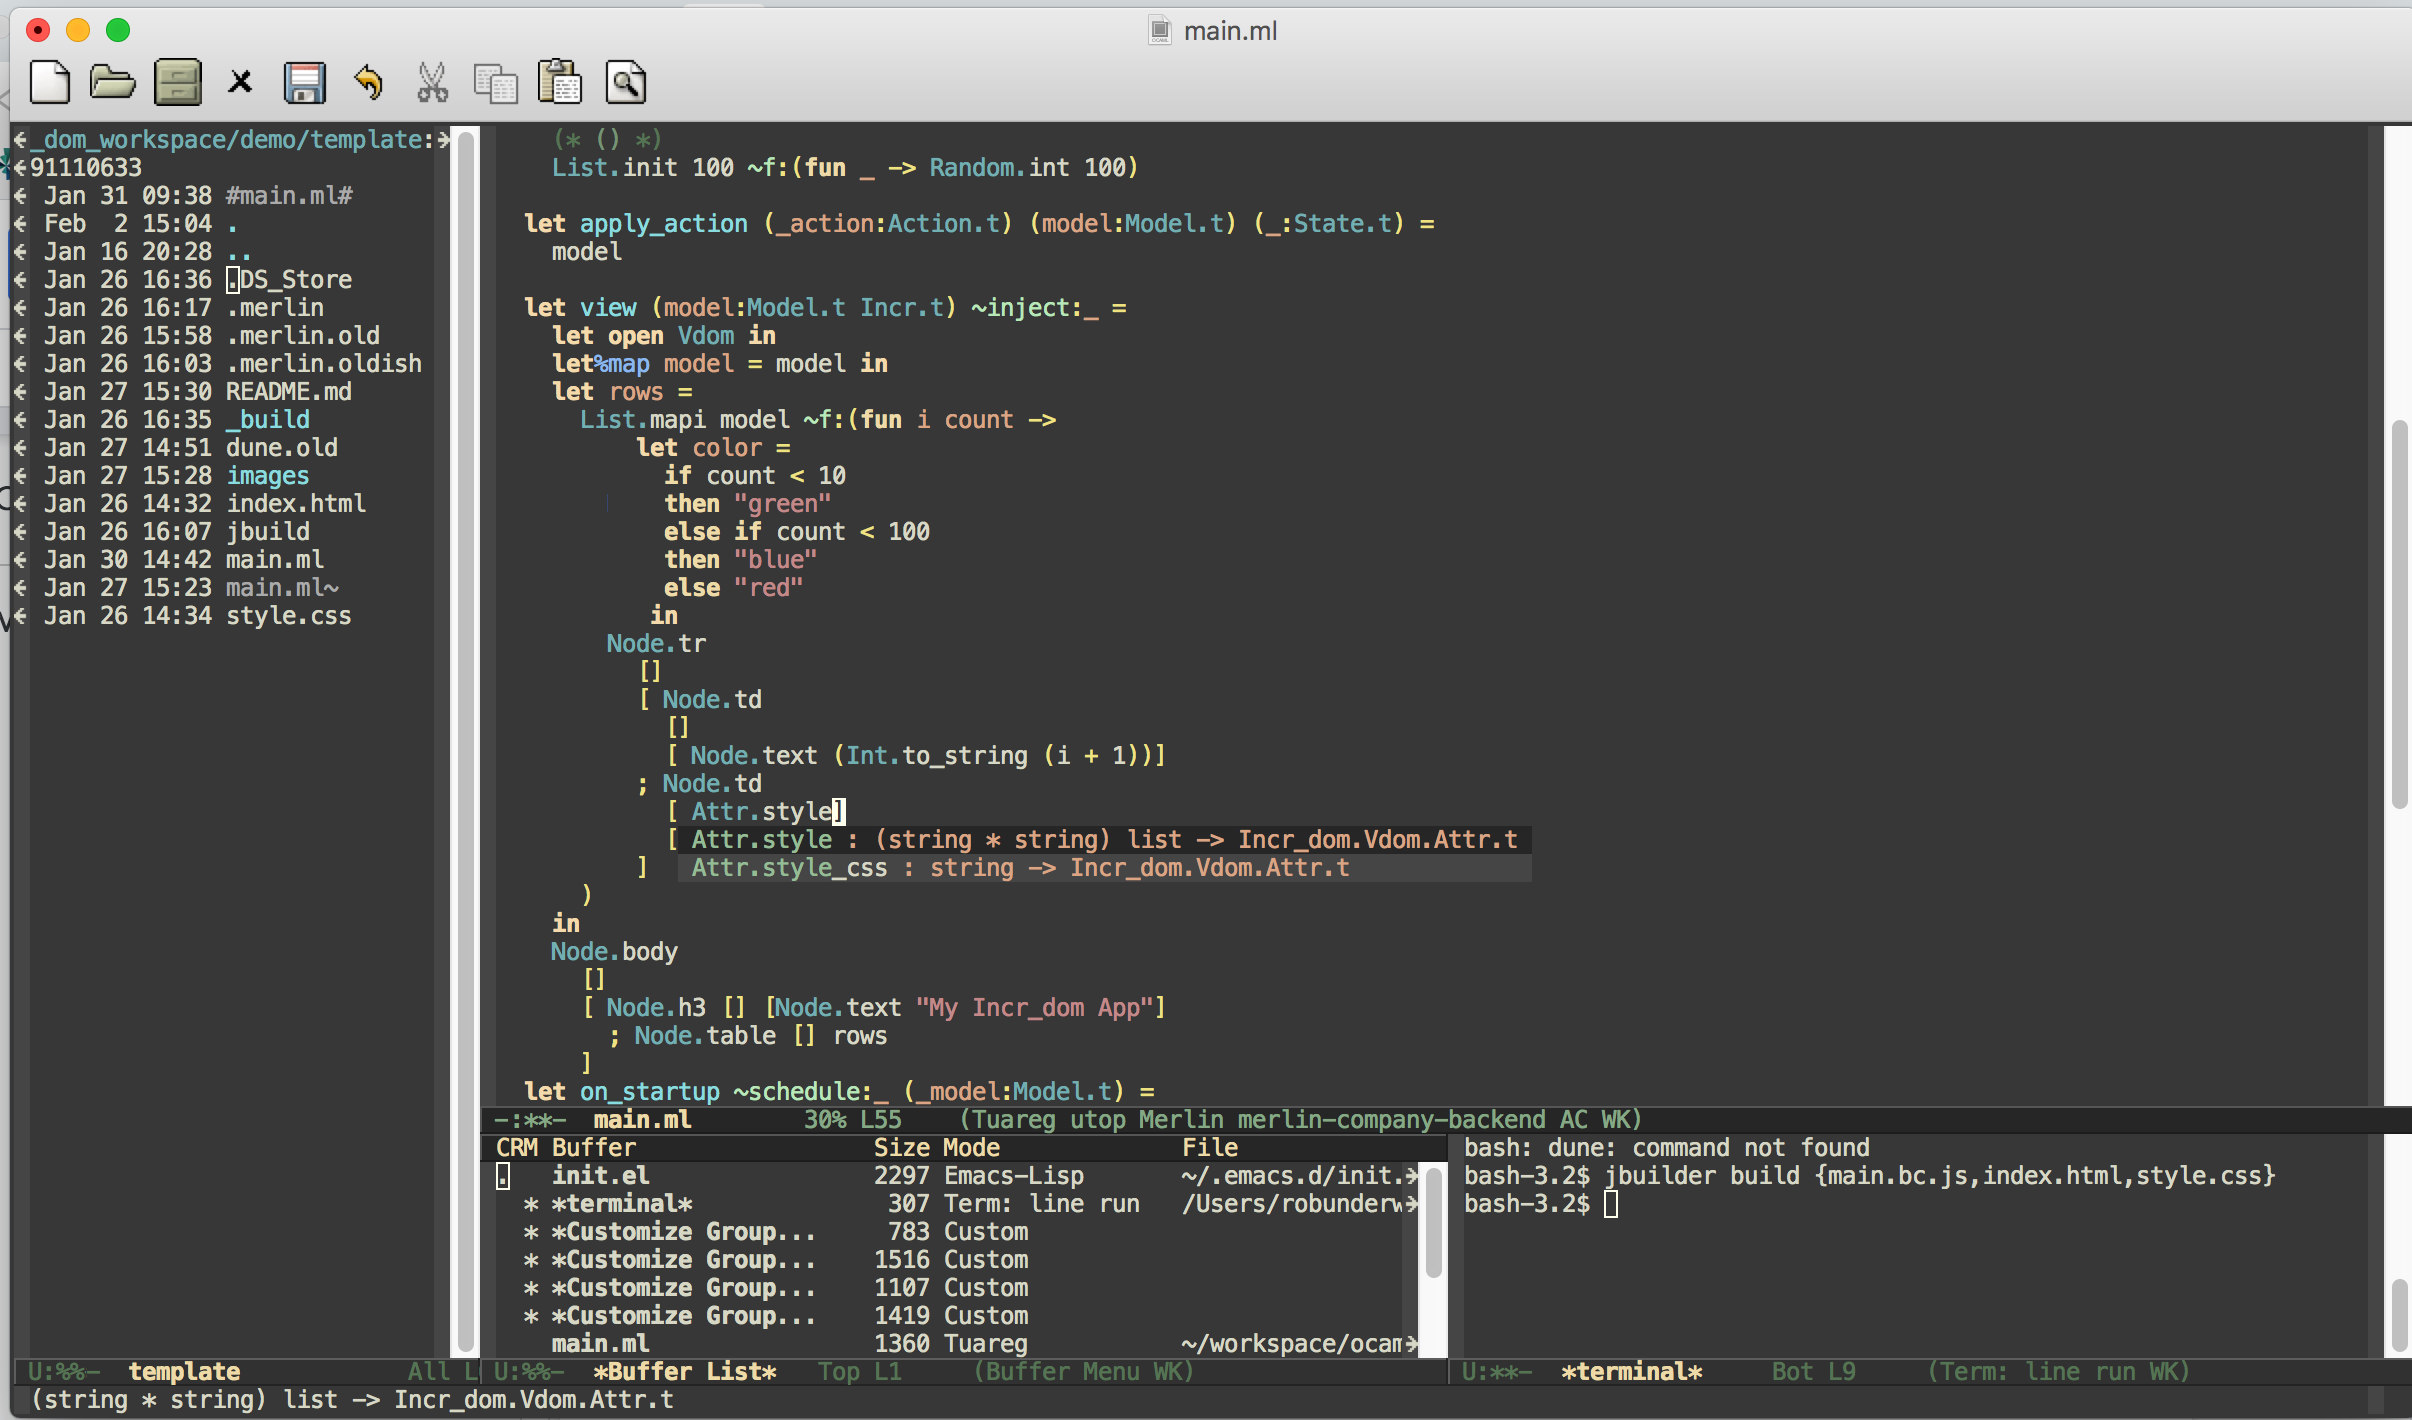 main.ml
_dom_workspace/demo/template:
91110633
Jan 31 09:38 #main.ml#
Feb  2 15:04 .
Jan 16 20:28 ..
Jan 26 16:36 .DS_Store
Jan 26 16:17 .merlin
Jan 26 15:58 .merlin.old
Jan 26 16:03 .merlin.oldish
Jan 27 15:30 README.md
Jan 26 16:35 _build
Jan 27 14:51 dune.old
Jan 27 15:28 images
Jan 26 14:32 index.html
Jan 26 16:07 jbuild
Jan 30 14:42 main.ml
Jan 27 15:23 main.ml~
Jan 26 14:34 style.css
U:%%-  template            All L
(* () *)
List.init 100 ~f:(fun _ -> Random.int 100)
let apply_action (_action:Action.t) (model:Model.t) (_:State.t) =
model
let view (model:Model.t Incr.t) ~inject:_ =
let open Vdom in
let%map model = model in
let rows =
List.mapi model ~f:(fun i count ->
let color =
if count < 10
then "green"
else if count < 100
then "blue"
else "red"
in
Node.tr
[]
[ Node.td
[]
[ Node.text (Int.to_string (i + 1))]
; Node.td
[ Attr.style]
[ Attr.style : (string * string) list -> Incr_dom.Vdom.Attr.t
] Attr.style_css : string -> Incr_dom.Vdom.Attr.t
)
in
Node.body
[]
[ Node.h3 [] [Node.text "My Incr_dom App"]
; Node.table [] rows
]
let on_startup ~schedule:_ (_model:Model.t) =
-:**-  main.ml        30% L55    (Tuareg utop Merlin merlin-company-backend AC WK)
CRM Buffer                 Size Mode             File
.   init.el                2297 Emacs-Lisp       ~/.emacs.d/init.
* *terminal*              307 Term: line run   /Users/robunderw
* *Customize Group...     783 Custom
* *Customize Group...    1516 Custom
* *Customize Group...    1107 Custom
* *Customize Group...    1419 Custom
main.ml                1360 Tuareg           ~/workspace/ocam
U:%%-  *Buffer List*   Top L1     (Buffer Menu WK)
bash: dune: command not found
bash-3.2$ jbuilder build {main.bc.js,index.html,style.css}
bash-3.2$
U:**-  *terminal*     Bot L9     (Term: line run WK)
(string * string) list -> Incr_dom.Vdom.Attr.t